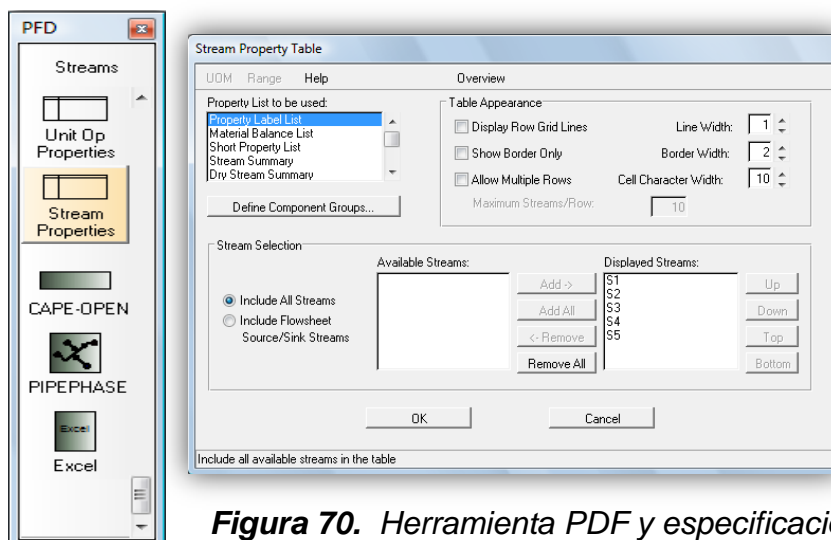 PFD
Streams
Unit Op
Properties
Stream
Properties
CAPE-OPEN
PIPEPHASE
Excel
Excel
Stream Property Table
UOM Range Help Overview
Property List to be used:
Property Label List
Material Balance List
Short Property List
Stream Summary
Dry Stream Summary
Define Component Groups...
Table Appearance
Display Row Grid Lines Line Width: 1
Show Border Only Border Width: 2
Allow Multiple Rows Cell Character Width: 10
Maximum Streams/Row: 10
Stream Selection
Include All Streams
Include Flowsheet
Source/Sink Streams
Available Streams:
Add ->
Add All
<- Remove
Remove All
Displayed Streams:
S1
S2
S3
S4
S5
Up
Down
Top
Bottom
OK Cancel
Include all available streams in the table
Figura 70. Herramienta PDF y especificació